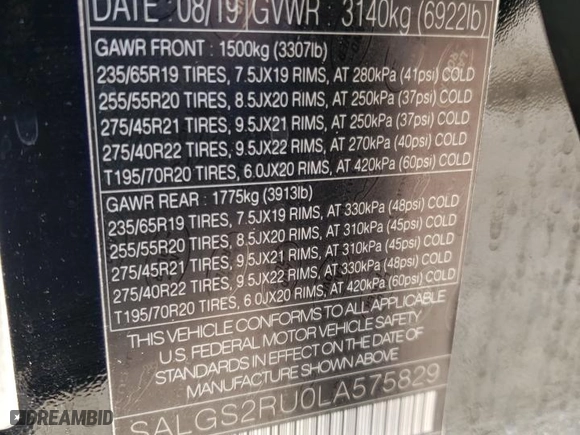 DATE 08/19 GVWR : 3140kg (6922lb)
GAWR FRONT : 1500kg (3307lb)
235/65R19 TIRES, 7.5JX19 RIMS, AT 280kPa (41psi) COLD
255/55R20 TIRES, 8.5JX20 RIMS, AT 250kPa (37psi) COLD
275/45R21 TIRES, 9.5JX21 RIMS, AT 250kPa (37psi) COLD
275/40R22 TIRES, 9.5JX22 RIMS, AT 270kPa (40psi) COLD
T195/70R20 TIRES, 6.0JX20 RIMS, AT 420kPa (60psi) COLD
GAWR REAR : 1775kg (3913lb)
235/65R19 TIRES, 7.5JX19 RIMS, AT 330kPa (48psi) COLD
255/55R20 TIRES, 8.5JX20 RIMS, AT 310kPa (45psi) COLD
275/45R21 TIRES, 9.5JX21 RIMS, AT 310kPa (45psi) COLD
275/40R22 TIRES, 9.5JX22 RIMS, AT 330kPa (48psi) COLD
T195/70R20 TIRES, 6.0JX20 RIMS, AT 420kPa (60psi) COLD
THIS VEHICLE CONFORMS TO ALL APPLICABLE
U.S. FEDERAL MOTOR VEHICLE SAFETY
STANDARDS IN EFFECT ON THE DATE OF
MANUFACTURE SHOWN ABOVE
SALGS2RU0LA575829
DREAMBID